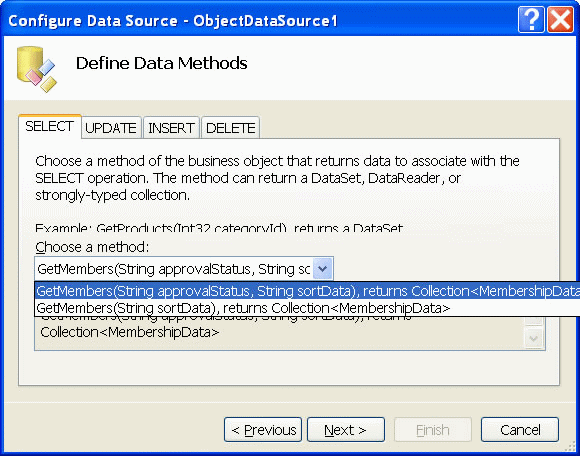 Configure Data Source - ObjectDataSource1
Define Data Methods
SELECT UPDATE INSERT DELETE
Choose a method of the business object that returns data to associate with the
SELECT operation. The method can return a DataSet, DataReader, or
strongly-typed collection.
Example: GetProducts(Int32 categoryId), returns a DataSet.
Choose a method:
GetMembers(String approvalStatus, String so
GetMembers(String approvalStatus, String sortData), returns Collection<MembershipData
GetMembers(String sortData), returns Collection<MembershipData>
GetMembers(String approvalStatus, String sortData), returns
Collection<MembershipData>
< Previous Next > Finish Cancel